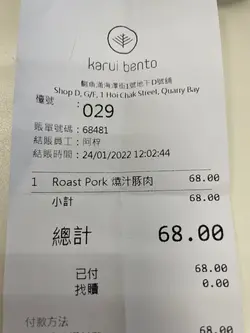 karui bento
鰂魚涌海澤街1號地下D號舖
Shop D, G/F, 1 Hoi Chak Street, Quarry Bay
檯號:
029
賬單號碼: 68481
結帳員工: 阿梓
結賬時間: 24/01/2022 12:02:44
1 Roast Pork 燒汁豚肉 68.00
小計 68.00
總計 68.00
已付 68.00
找贖 0.00
付款方法